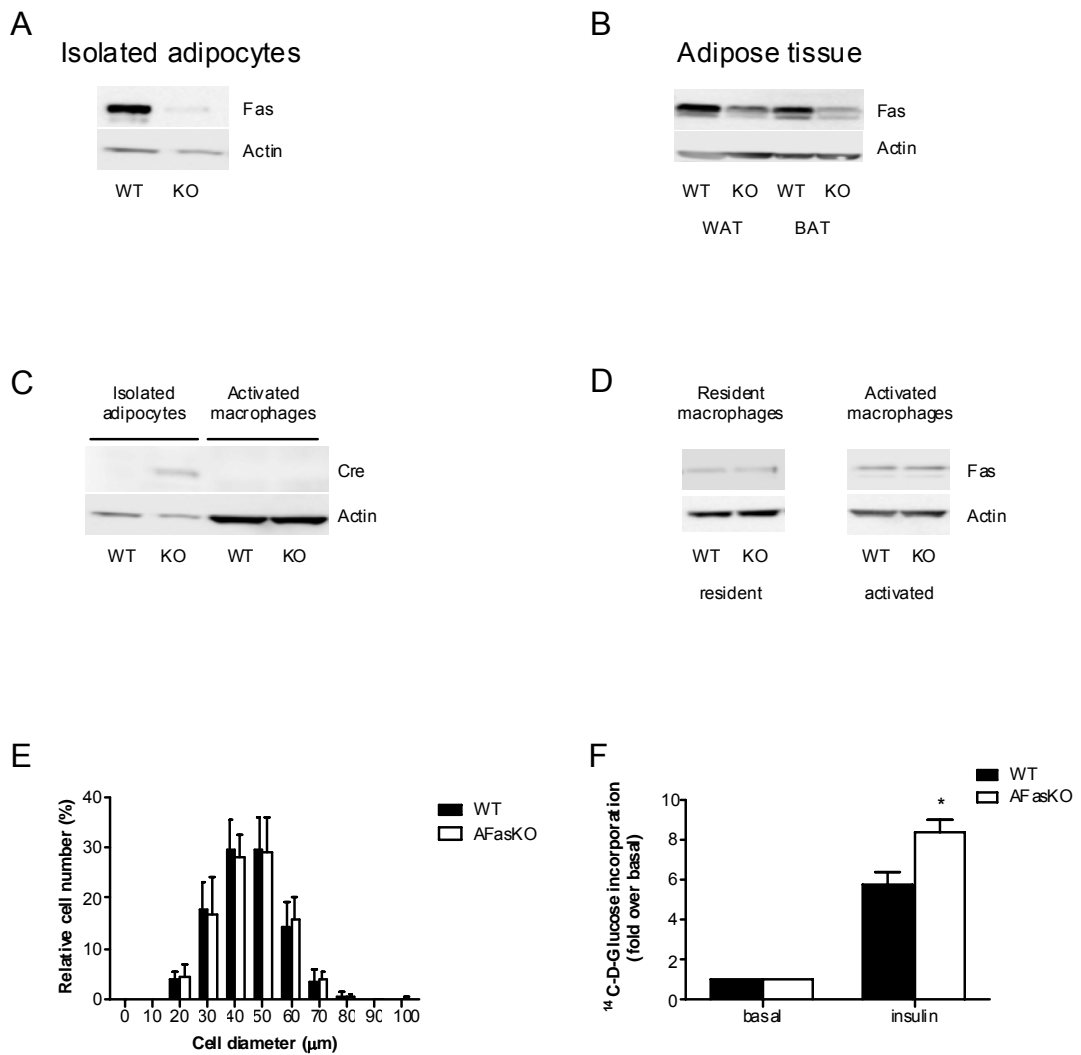 A
Isolated adipocytes
Fas
Actin
WT KO
B
Adipose tissue
Fas
Actin
WT KO WT KO
WAT BAT
C
Isolated adipocytes
Activated macrophages
Cre
Actin
WT KO WT KO
D
Resident macrophages
Activated macrophages
Fas
Actin
WT KO WT KO
resident activated
E
WT
AFasKO
Relative cell number (%)
40
30
20
10
0
0 10 20 30 40 50 60 70 80 90 100
Cell diameter (μm)
F
WT
AFasKO
14 C-D-Glucose incorporation
(fold over basal)
10
8
6
4
2
0
*
basal insulin